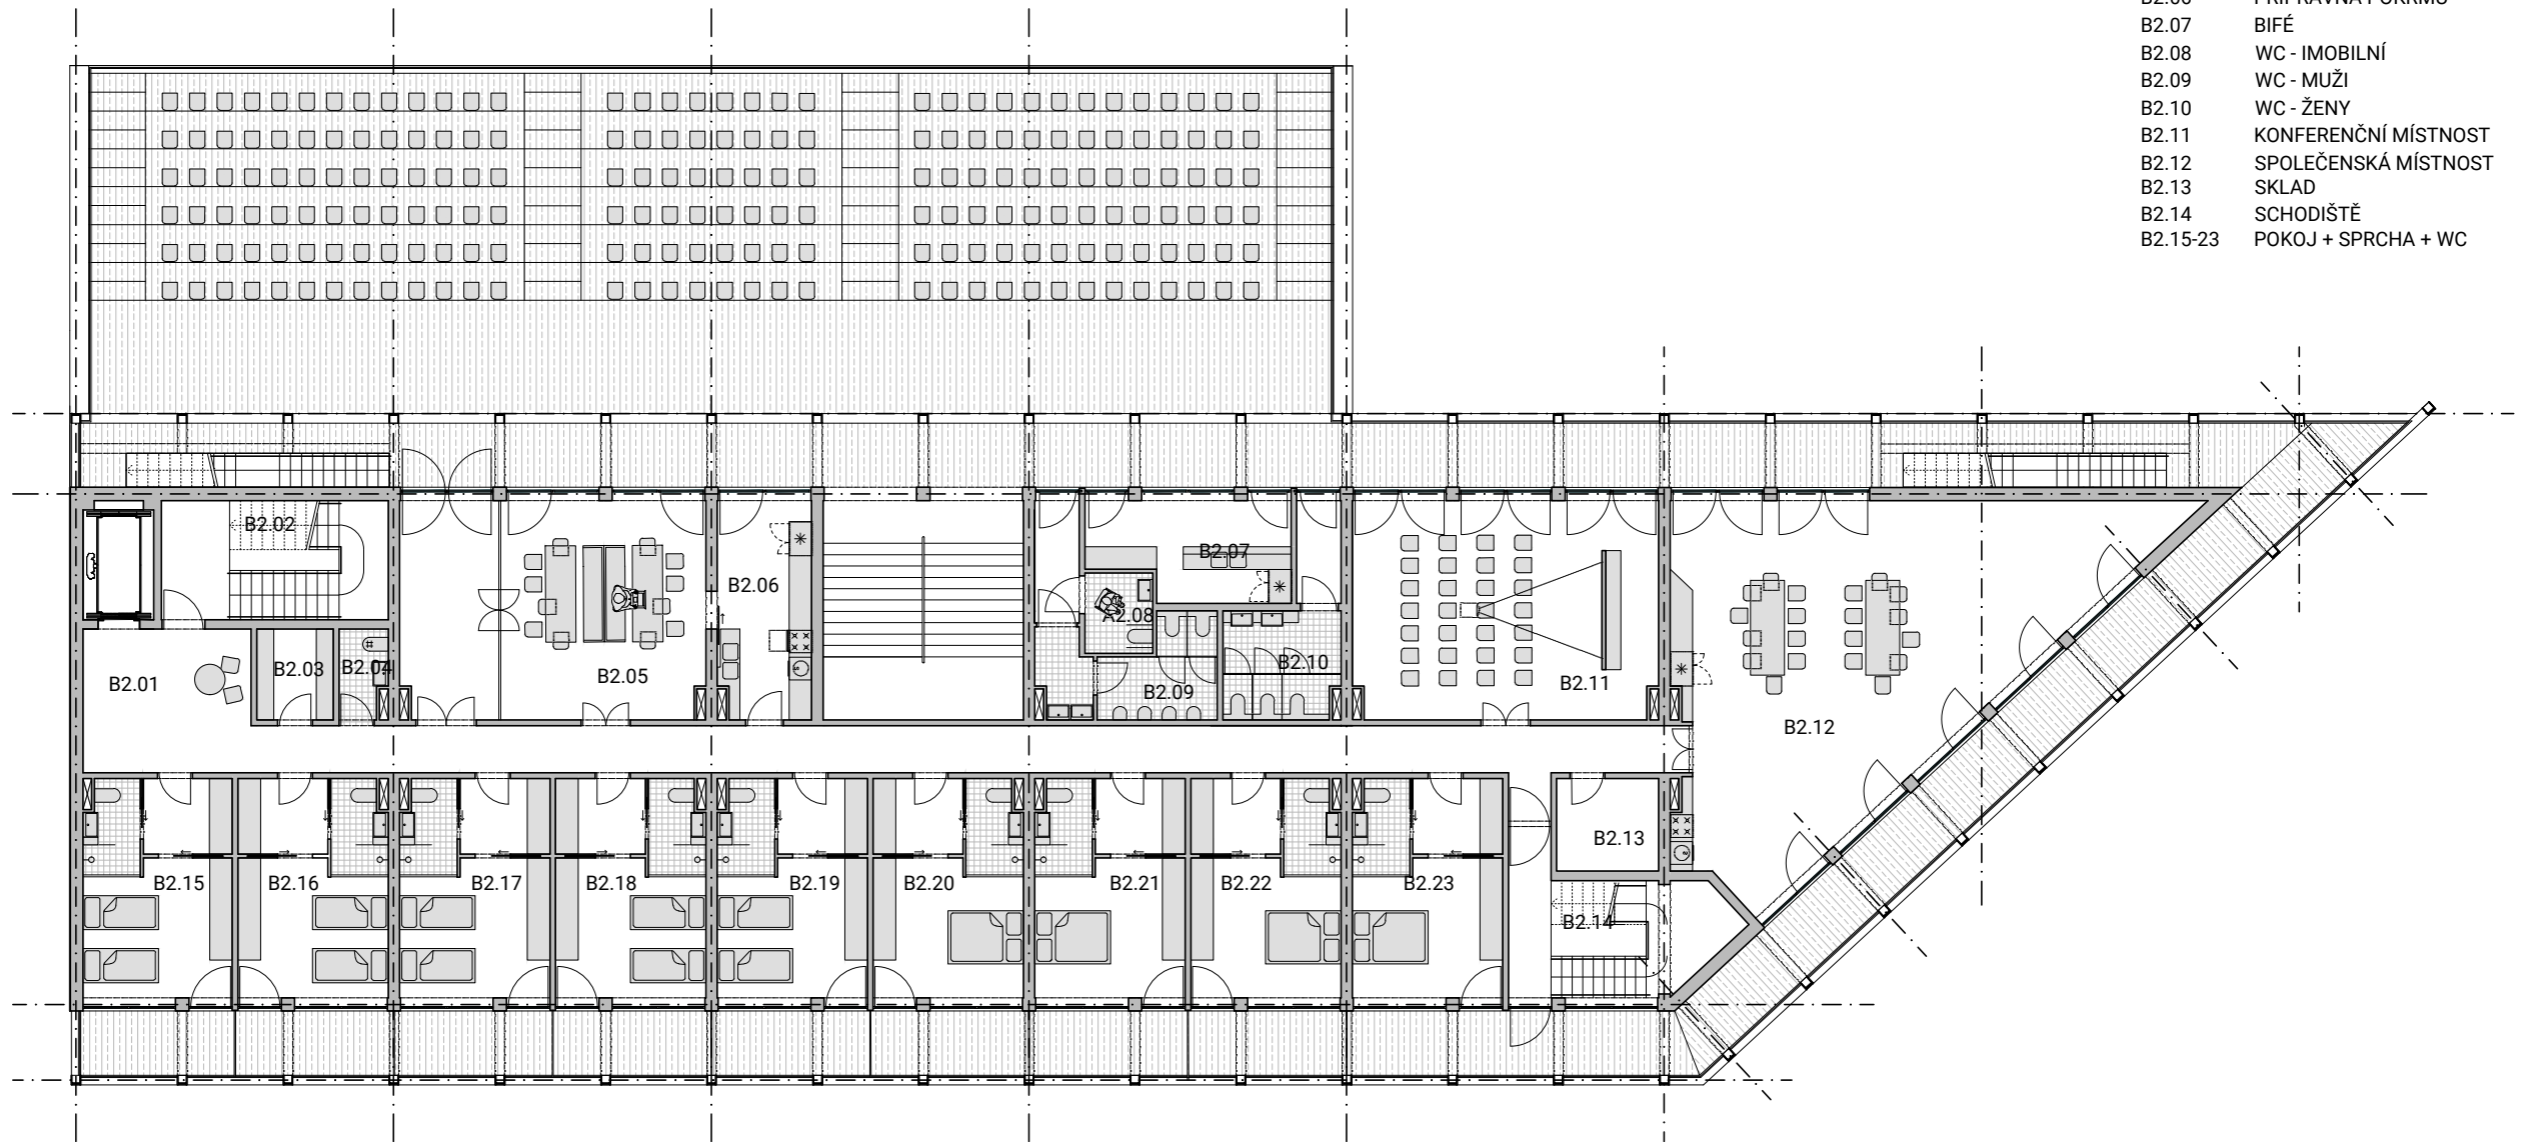 B2.07 BIFÉ
B2.08 WC - IMOBILNÍ
B2.09 WC - MUŽI
B2.10 WC - ŽENY
B2.11 KONFERENČNÍ MÍSTNOST
B2.12 SPOLEČENSKÁ MÍSTNOST
B2.13 SKLAD
B2.14 SCHODIŠTĚ
B2.15-23 POKOJ + SPRCHA + WC
B2.02
B2.07
B2.06
A2.08
B2.03
B2.04
B2.10
B2.01
B2.05
B2.09
B2.11
B2.12
B2.13
B2.15
B2.16
B2.17
B2.18
B2.19
B2.20
B2.21
B2.22
B2.23
B2.14